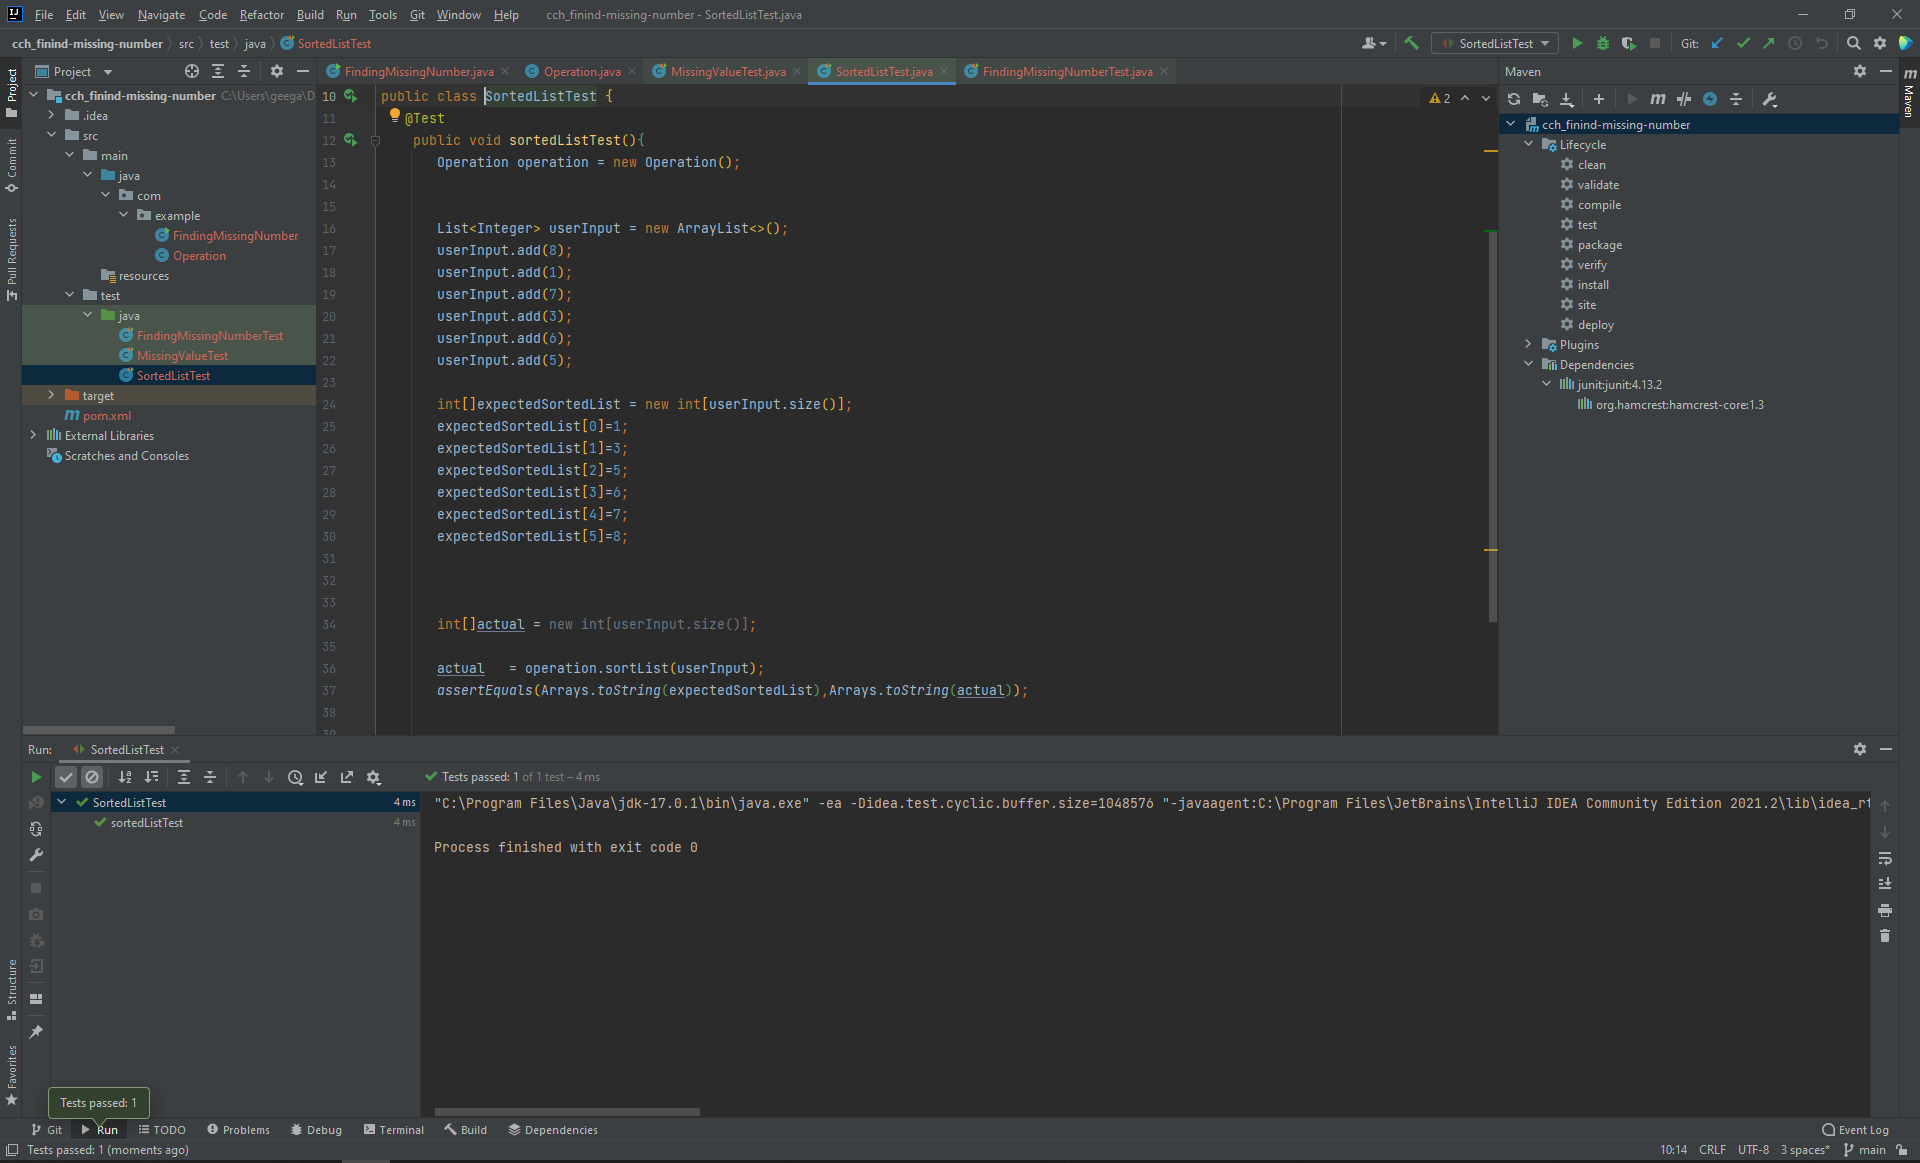 File Edit View Navigate Code Refactor Build Run Tools Git Window Help cch_finind-missing-number - SortedListTest.java
cch_finind-missing-number src test java SortedListTest
SortedListTest Git:
Project
FindingMissingNumber.java Operation.java MissingValueTest.java SortedListTest.java FindingMissingNumberTest.java
Maven
Project
Commit
Pull Requests
Structure
Favorites
cch_finind-missing-number C:\Users\geega\D
.idea
src
main
java
com
example
FindingMissingNumber
Operation
resources
test
java
FindingMissingNumberTest
MissingValueTest
SortedListTest
target
pom.xml
External Libraries
Scratches and Consoles
10 public class SortedListTest {
2
11 @Test
12 public void sortedListTest(){
13 Operation operation = new Operation();
14
15
16 List<Integer> userInput = new ArrayList<>();
17 userInput.add(8);
18 userInput.add(1);
19 userInput.add(7);
20 userInput.add(3);
21 userInput.add(6);
22 userInput.add(5);
23
24 int[]expectedSortedList = new int[userInput.size()];
25 expectedSortedList[0]=1;
26 expectedSortedList[1]=3;
27 expectedSortedList[2]=5;
28 expectedSortedList[3]=6;
29 expectedSortedList[4]=7;
30 expectedSortedList[5]=8;
31
32
33
34 int[]actual = new int[userInput.size()];
35
36 actual = operation.sortList(userInput);
37 assertEquals(Arrays.toString(expectedSortedList),Arrays.toString(actual));
38
cch_finind-missing-number
Lifecycle
clean
validate
compile
test
package
verify
install
site
deploy
Plugins
Dependencies
junit:junit:4.13.2
org.hamcrest:hamcrest-core:1.3
Maven
Run: SortedListTest
Tests passed: 1 of 1 test – 4 ms
SortedListTest 4 ms
sortedListTest 4 ms
"C:\Program Files\Java\jdk-17.0.1\bin\java.exe" -ea -Didea.test.cyclic.buffer.size=1048576 "-javaagent:C:\Program Files\JetBrains\IntelliJ IDEA Community Edition 2021.2\lib\idea_rt
Process finished with exit code 0
Tests passed: 1
Git Run TODO Problems Debug Terminal Build Dependencies Event Log
Tests passed: 1 (moments ago) 10:14 CRLF UTF-8 3 spaces* main